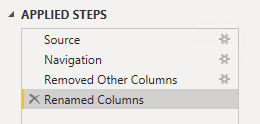 APPLIED STEPS
Source
Navigation
Removed Other Columns
Renamed Columns